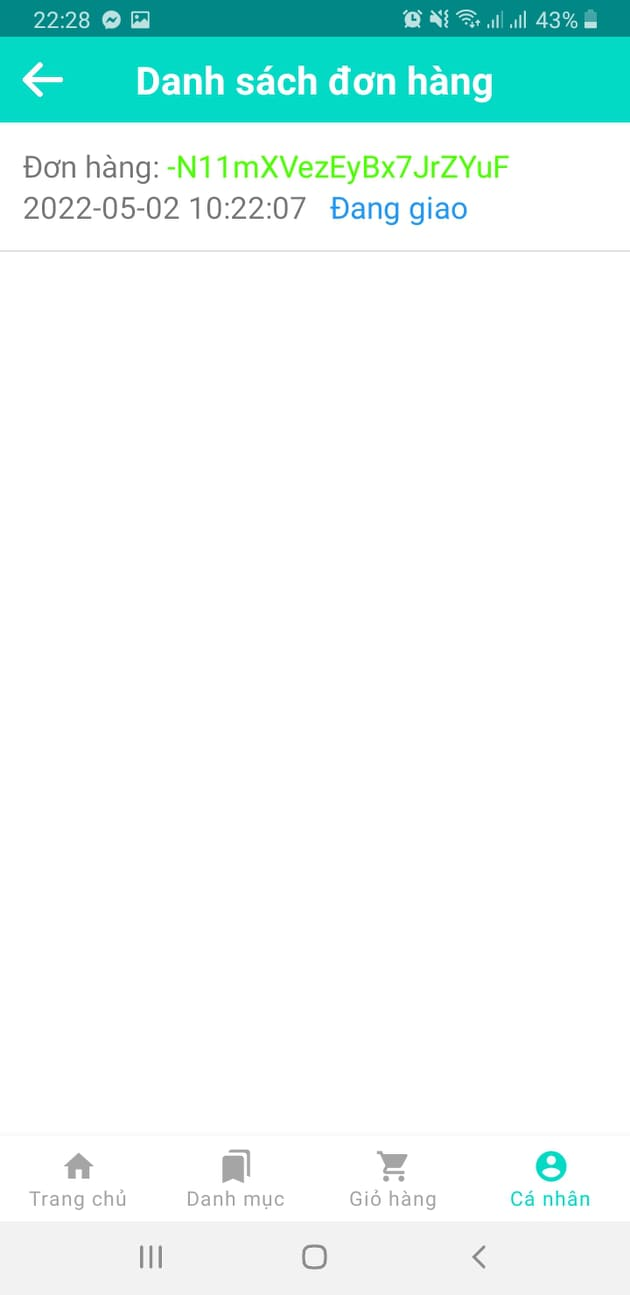 22:28 43%
Danh sách đơn hàng
Đơn hàng: -N11mXVezEyBx7JrZYuF
2022-05-02 10:22:07 Đang giao
Trang chủ Danh mục Giỏ hàng Cá nhân